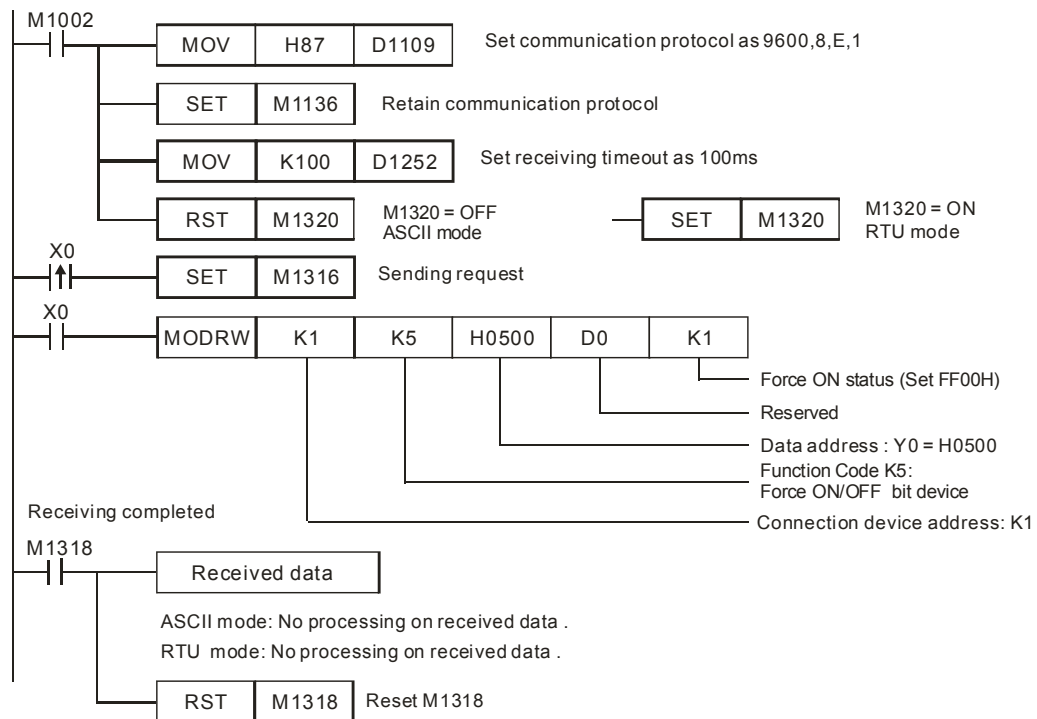 M1002
MOV H87 D1109 Set communication protocol as 9600,8,E,1
SET M1136 Retain communication protocol
MOV K100 D1252 Set receiving timeout as 100ms
RST M1320 M1320 = OFF
ASCII mode
SET M1320 M1320 = ON
RTU mode
X0
SET M1316 Sending request
X0
MODRW K1 K5 H0500 D0 K1
Force ON status (Set FF00H)
Reserved
Data address : Y0 = H0500
Function Code K5:
Force ON/OFF bit device
Connection device address: K1
Receiving completed
M1318
Received data
ASCII mode: No processing on received data .
RTU mode: No processing on received data .
RST M1318 Reset M1318